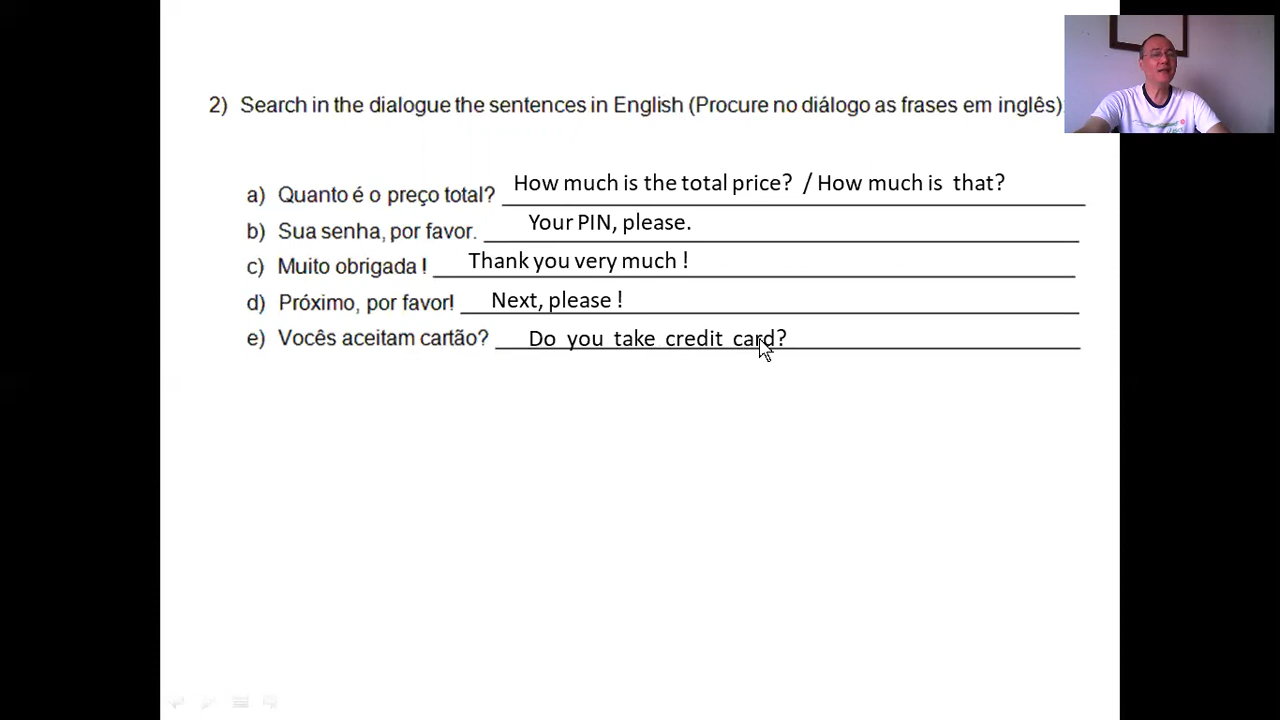 2) Search in the dialogue the sentences in English (Procure no diálogo as frases em inglês)
a) Quanto é o preço total? How much is the total price? / How much is that?
b) Sua senha, por favor. Your PIN, please.
c) Muito obrigada ! Thank you very much !
d) Próximo, por favor! Next, please !
e) Vocês aceitam cartão? Do you take credit card?